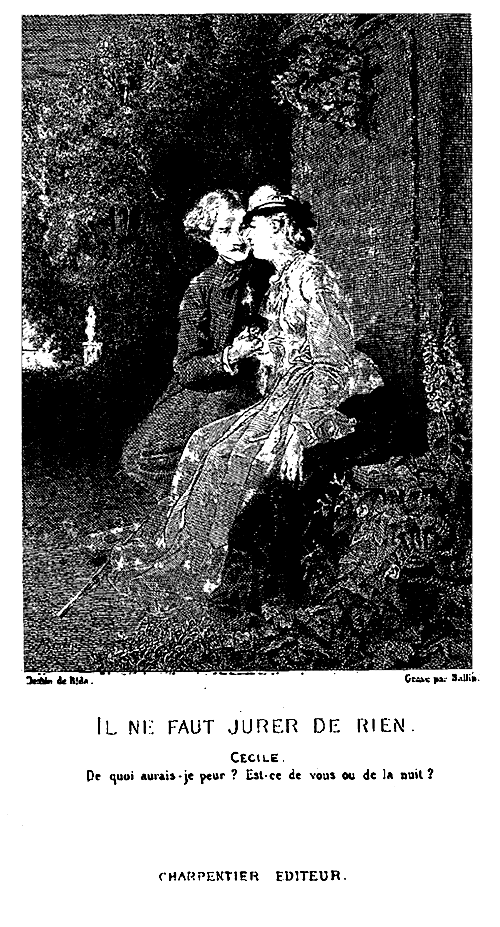 Dessin de Bida.
Gravé par Ballin.
IL NE FAUT JURER DE RIEN.
CECILE.
De quoi aurais-je peur ? Est-ce de vous ou de la nuit ?
CHARPENTIER EDITEUR.